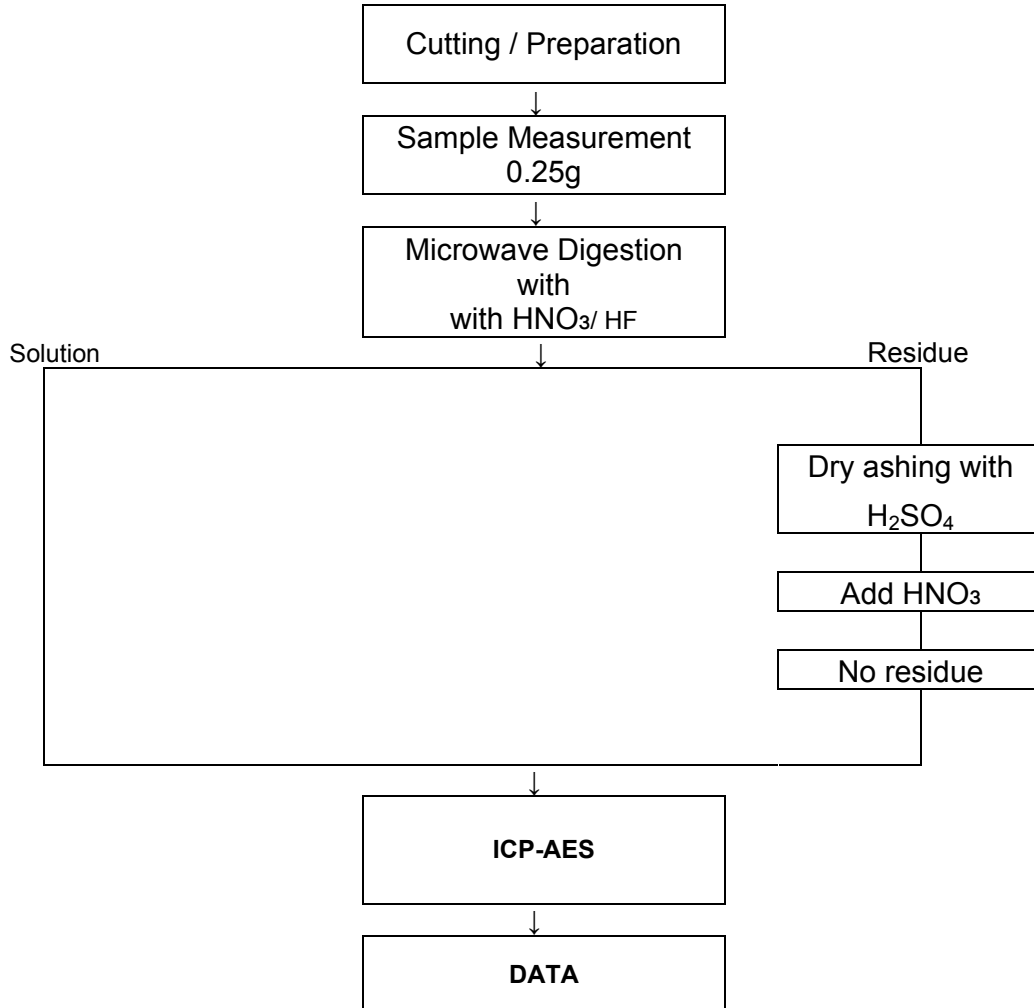 Cutting / Preparation
↓
Sample Measurement
0.25g
↓
Microwave Digestion
with
with HNO₃/ HF
↓
Solution
Residue
Dry ashing with
H₂SO₄
Add HNO₃
No residue
↓
ICP-AES
↓
DATA